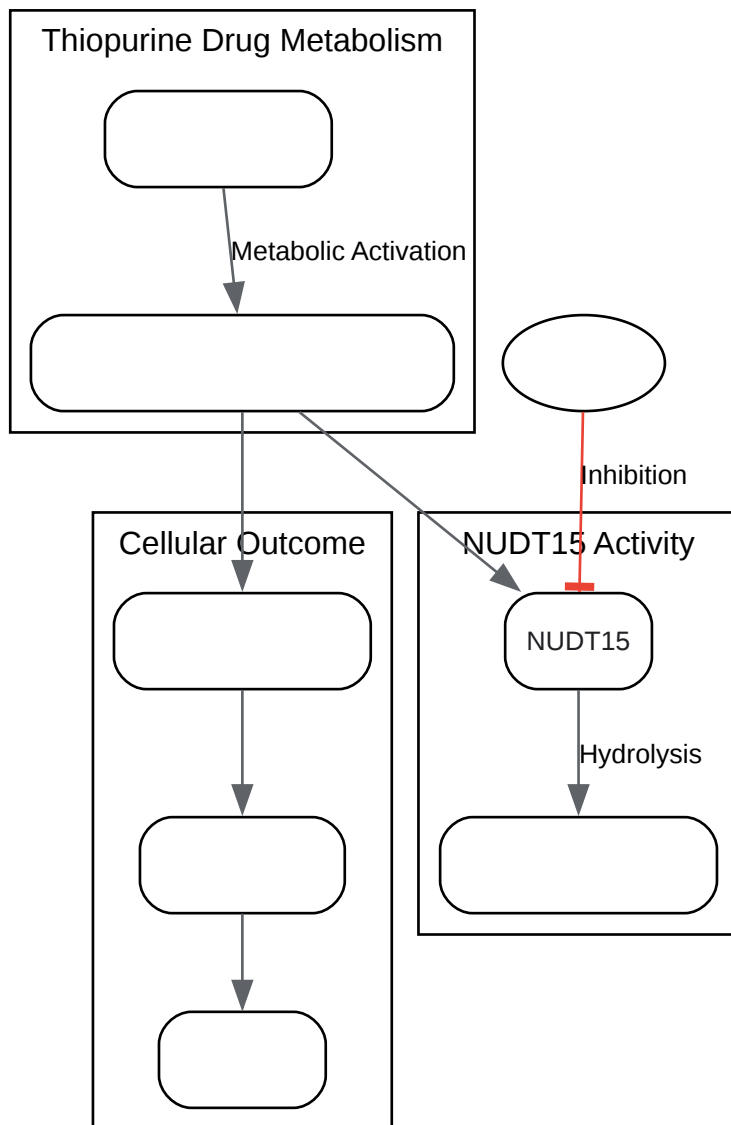 Thiopurine Drug Metabolism
Metabolic Activation
Inhibition
Cellular Outcome
NUDT15 Activity
NUDT15
Hydrolysis